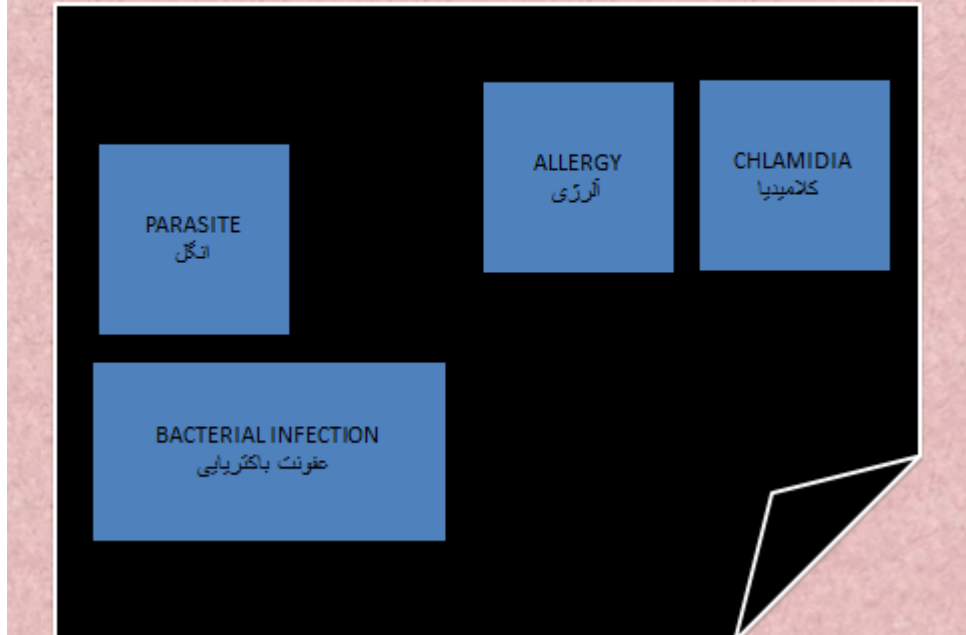 ALLERGY
آلرژی
CHLAMIDIA
کلامیدیا
PARASITE
انگل
BACTERIAL INFECTION
عفونت باکتریایی